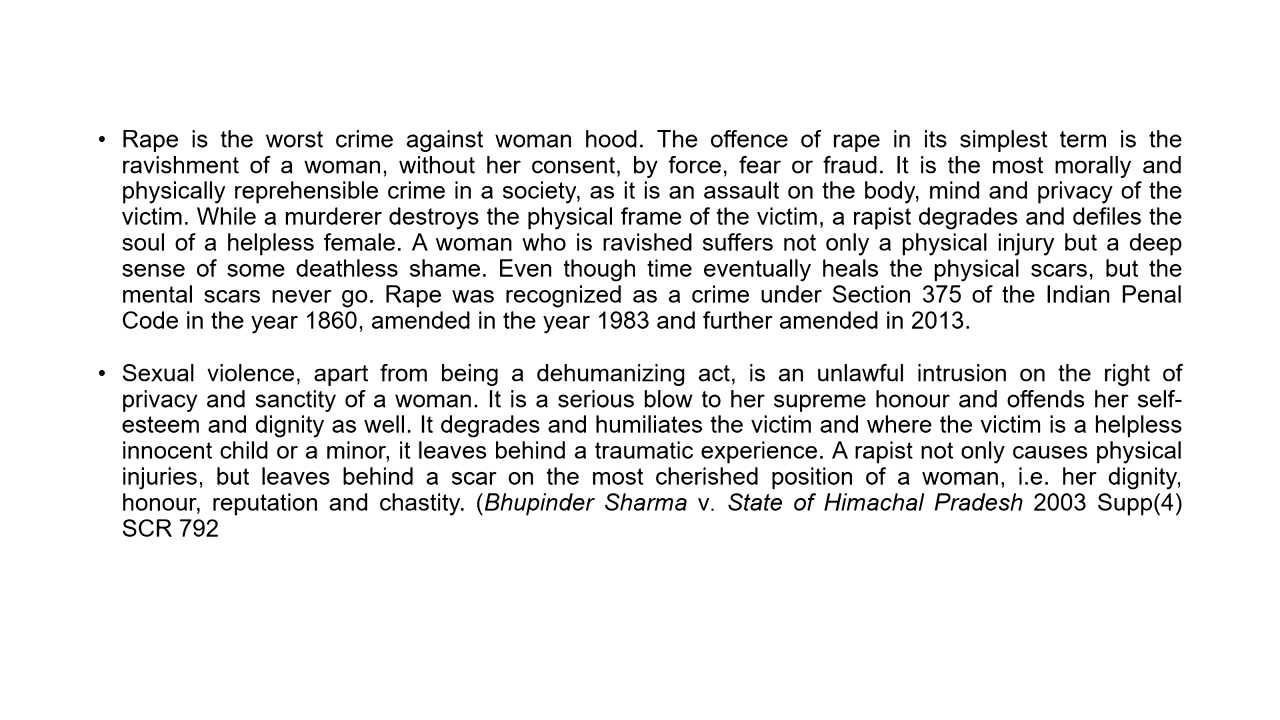 • Rape is the worst crime against woman hood. The offence of rape in its simplest term is the
ravishment of a woman, without her consent, by force, fear or fraud. It is the most morally and
physically reprehensible crime in a society, as it is an assault on the body, mind and privacy of the
victim. While a murderer destroys the physical frame of the victim, a rapist degrades and defiles the
soul of a helpless female. A woman who is ravished suffers not only a physical injury but a deep
sense of some deathless shame. Even though time eventually heals the physical scars, but the
mental scars never go. Rape was recognized as a crime under Section 375 of the Indian Penal
Code in the year 1860, amended in the year 1983 and further amended in 2013.
• Sexual violence, apart from being a dehumanizing act, is an unlawful intrusion on the right of
privacy and sanctity of a woman. It is a serious blow to her supreme honour and offends her self-
esteem and dignity as well. It degrades and humiliates the victim and where the victim is a helpless
innocent child or a minor, it leaves behind a traumatic experience. A rapist not only causes physical
injuries, but leaves behind a scar on the most cherished position of a woman, i.e. her dignity,
honour, reputation and chastity. (Bhupinder Sharma v. State of Himachal Pradesh 2003 Supp(4)
SCR 792